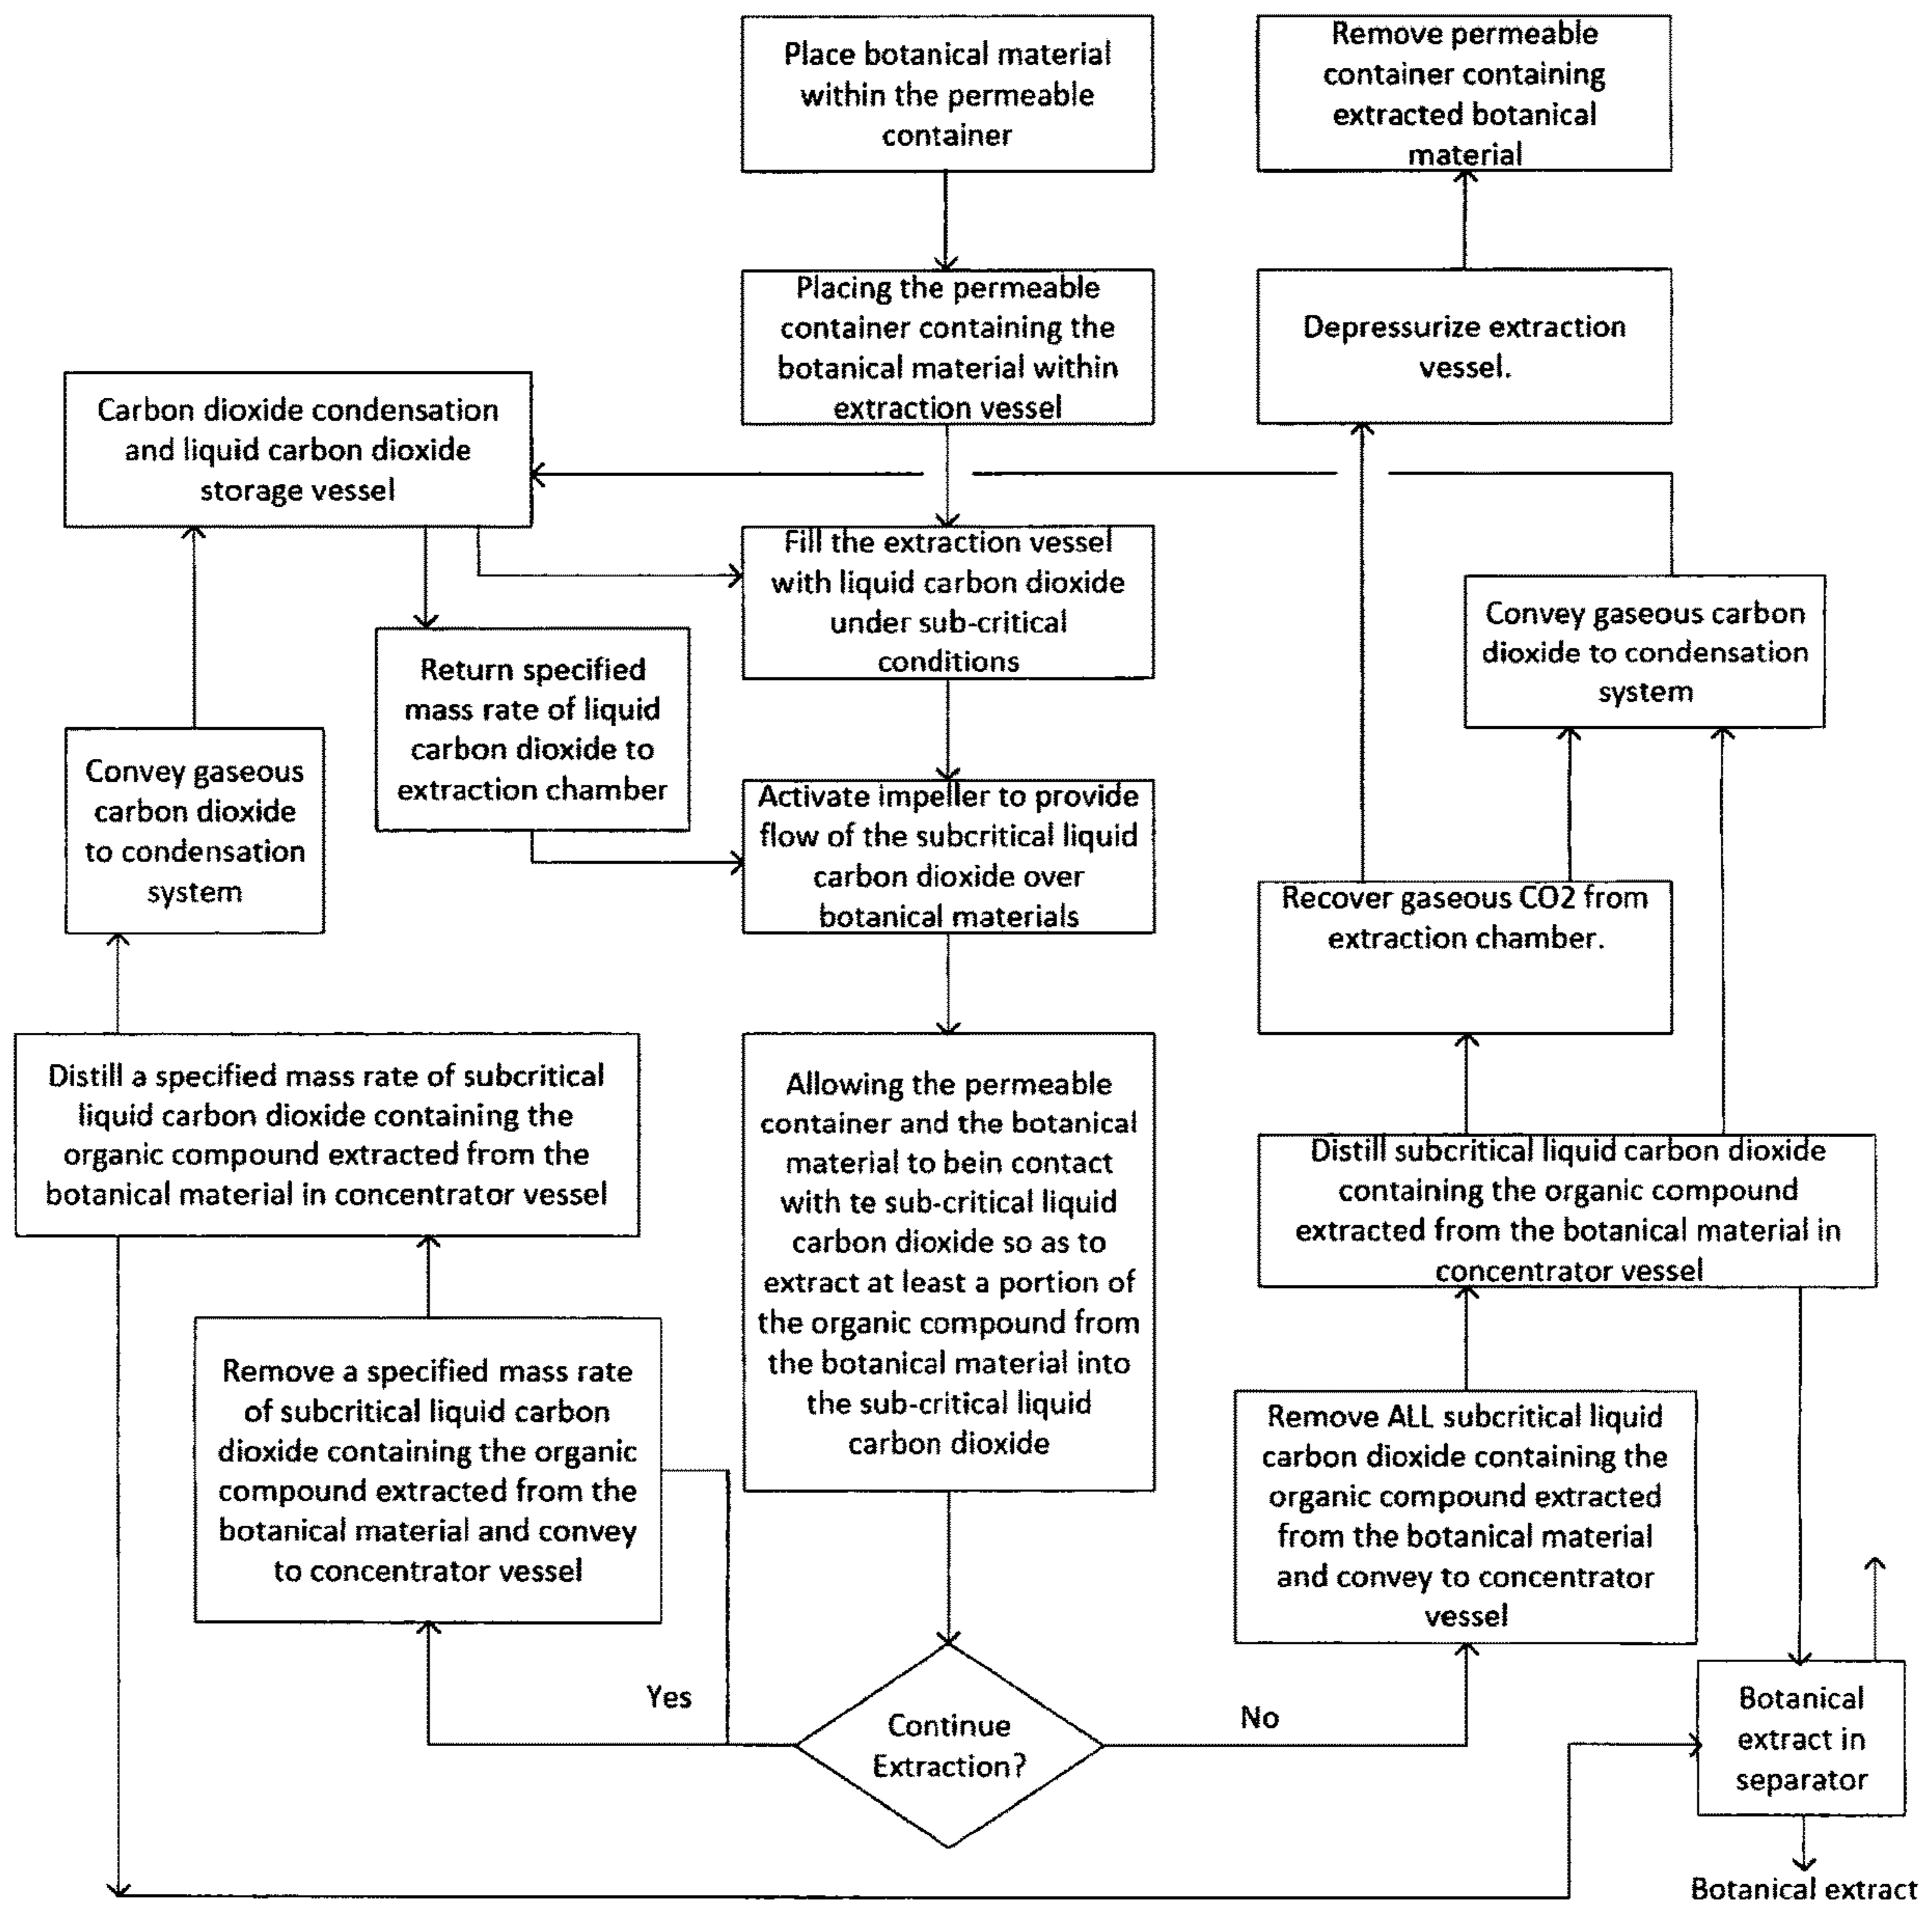 Place botanical material
within the permeable
container
Remove permeable
container containing
extracted botanical
material
Placing the permeable
container containing the
botanical material within
extraction vessel
Depressurize extraction
vessel.
Carbon dioxide condensation
and liquid carbon dioxide
storage vessel
Fill the extraction vessel
with liquid carbon dioxide
under sub-critical
conditions
Convey gaseous carbon
dioxide to condensation
system
Return specified
mass rate of liquid
carbon dioxide to
extraction chamber
Convey gaseous
carbon dioxide
to condensation
system
Activate impeller to provide
flow of the subcritical liquid
carbon dioxide over
botanical materials
Recover gaseous CO2 from
extraction chamber.
Distill a specified mass rate of subcritical
liquid carbon dioxide containing the
organic compound extracted from the
botanical material in concentrator vessel
Allowing the permeable
container and the botanical
material to bein contact
with te sub-critical liquid
carbon dioxide so as to
extract at least a portion of
the organic compound from
the botanical material into
the sub-critical liquid
carbon dioxide
Distill subcritical liquid carbon dioxide
containing the organic compound
extracted from the botanical material in
concentrator vessel
Remove a specified mass rate
of subcritical liquid carbon
dioxide containing the organic
compound extracted from the
botanical material and convey
to concentrator vessel
Remove ALL subcritical liquid
carbon dioxide containing the
organic compound extracted
from the botanical material
and convey to concentrator
vessel
Yes
Continue
Extraction?
No
Botanical
extract in
separator
Botanical extract